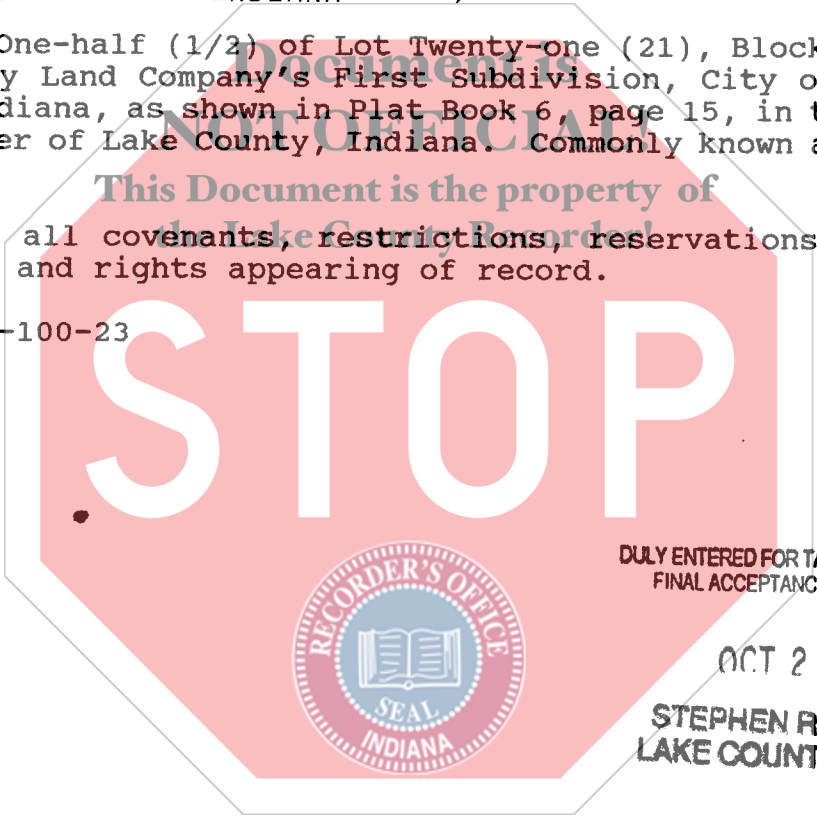 One-half (1/2) of Lot Twenty-one (21), Block
Document is
y Land Company's First Subdivision, City o
diana, as shown in Plat Book 6, page 15, in t
NOT OFFICIAL!
er of Lake County, Indiana. Commonly known a
This Document is the property of
the Lake County Recorder!
all covenants, restrictions, reservations
and rights appearing of record.
-100-23
STOP
DULY ENTERED FOR TA
FINAL ACCEPTANC
RECORDER'S OFFICE
SEAL
INDIANA
OCT 2
STEPHEN R
LAKE COUNT